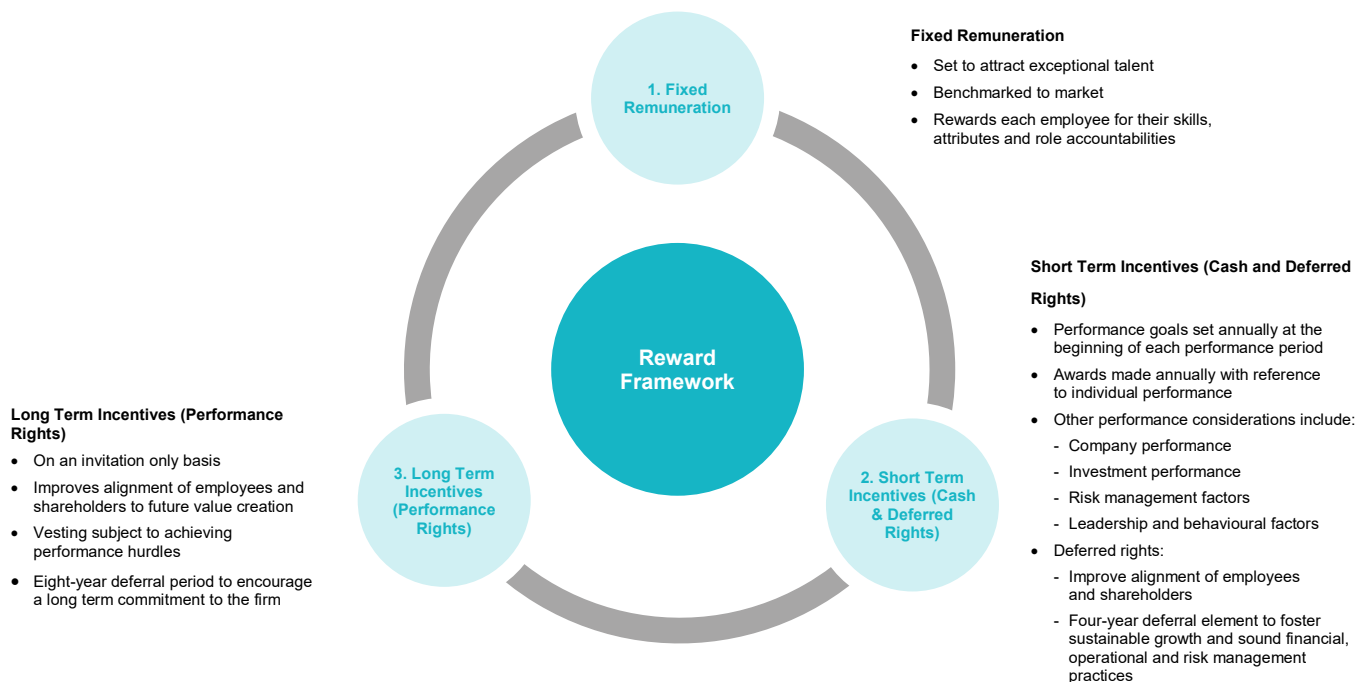 Fixed Remuneration
• Set to attract exceptional talent
• Benchmarked to market
• Rewards each employee for their skills,
attributes and role accountabilities
1. Fixed
Remuneration
Reward
Framework
Short Term Incentives (Cash and Deferred
Rights)
• Performance goals set annually at the
beginning of each performance period
• Awards made annually with reference
to individual performance
• Other performance considerations include:
- Company performance
- Investment performance
- Risk management factors
- Leadership and behavioural factors
• Deferred rights:
- Improve alignment of employees
and shareholders
- Four-year deferral element to foster
sustainable growth and sound financial,
operational and risk management
practices
2. Short Term
Incentives (Cash
& Deferred
Rights)
3. Long Term
Incentives
(Performance
Rights)
Long Term Incentives (Performance
Rights)
• On an invitation only basis
• Improves alignment of employees and
shareholders to future value creation
• Vesting subject to achieving
performance hurdles
• Eight-year deferral period to encourage
a long term commitment to the firm